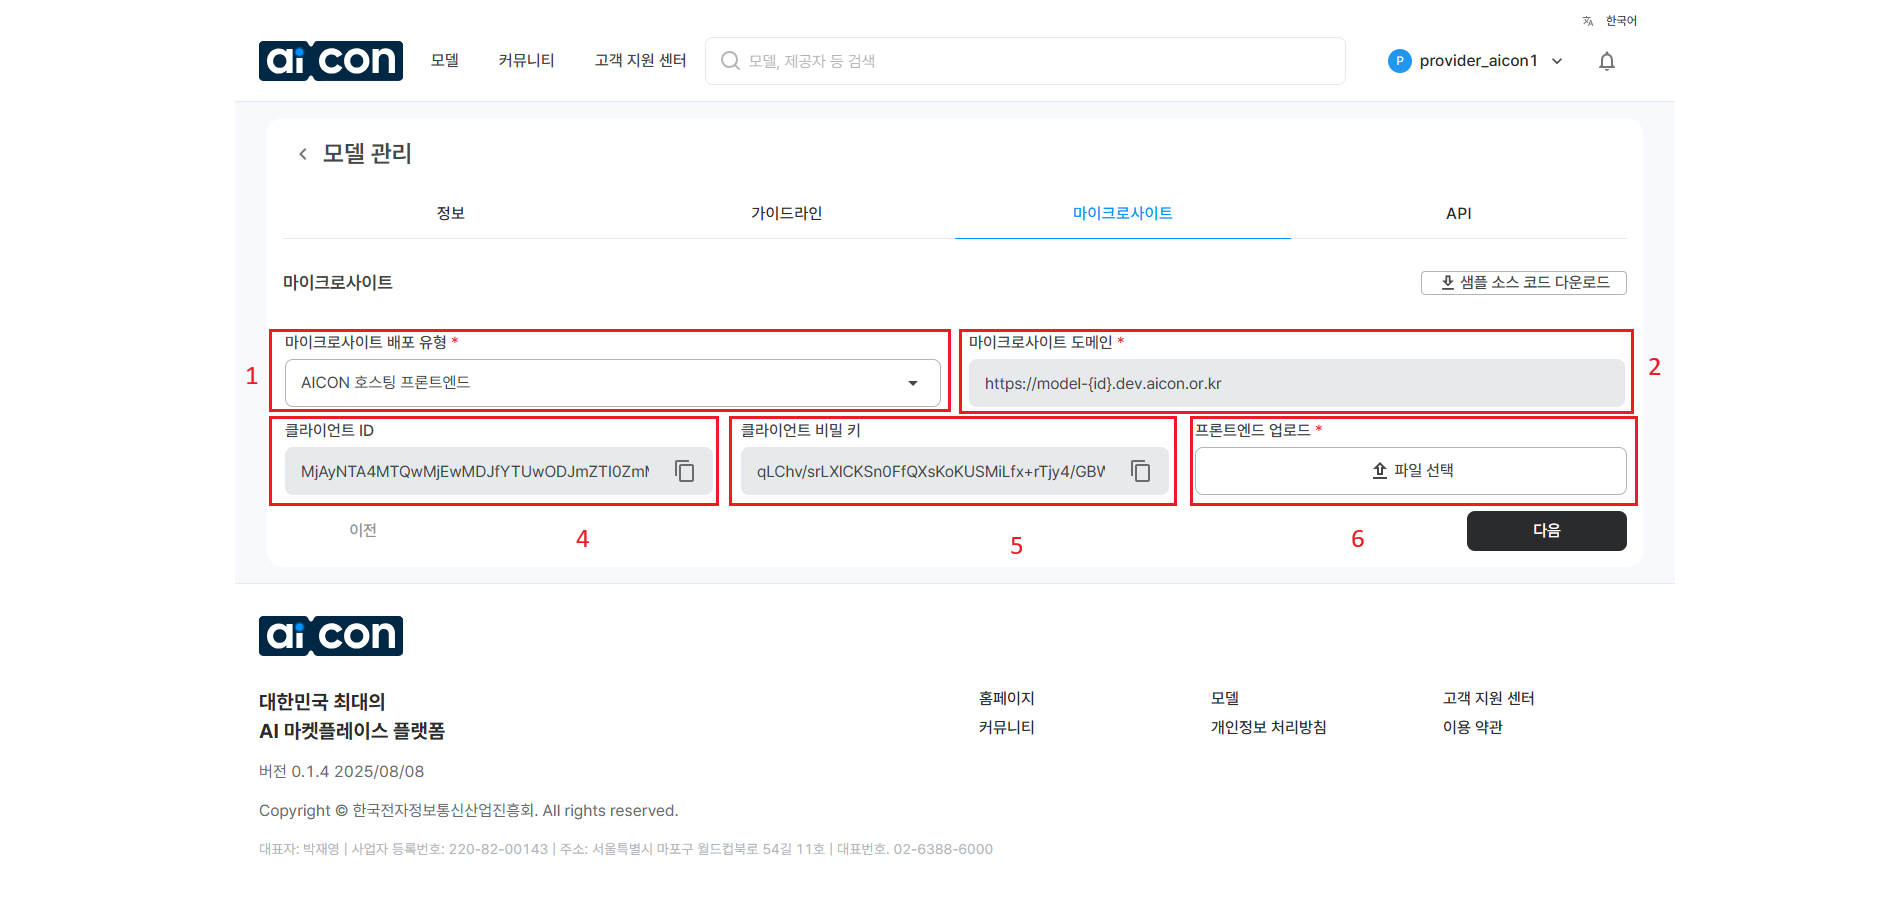 한국어
ai con 모델 커뮤니티 고객 지원 센터 모델, 제공자 등 검색 P provider_aicon1
모델 관리
정보 가이드라인 마이크로사이트 API
마이크로사이트 샘플 소스 코드 다운로드
마이크로사이트 배포 유형 * 마이크로사이트 도메인 *
1 AICON 호스팅 프론트엔드 https://model-{id}.dev.aicon.or.kr 2
클라이언트 ID 클라이언트 비밀 키 프론트엔드 업로드 *
파일 선택
이전 4 5 6 다음
ai con
대한민국 최대의
AI 마켓플레이스 플랫폼
홈페이지 모델 고객 지원 센터
커뮤니티 개인정보 처리방침 이용 약관
버전 0.1.4 2025/08/08
Copyright © 한국전자정보통신산업진흥회. All rights reserved.
대표자: 박재영 | 사업자 등록번호: 220-82-00143 | 주소: 서울특별시 마포구 월드컵북로 54길 11호 | 대표번호. 02-6388-6000